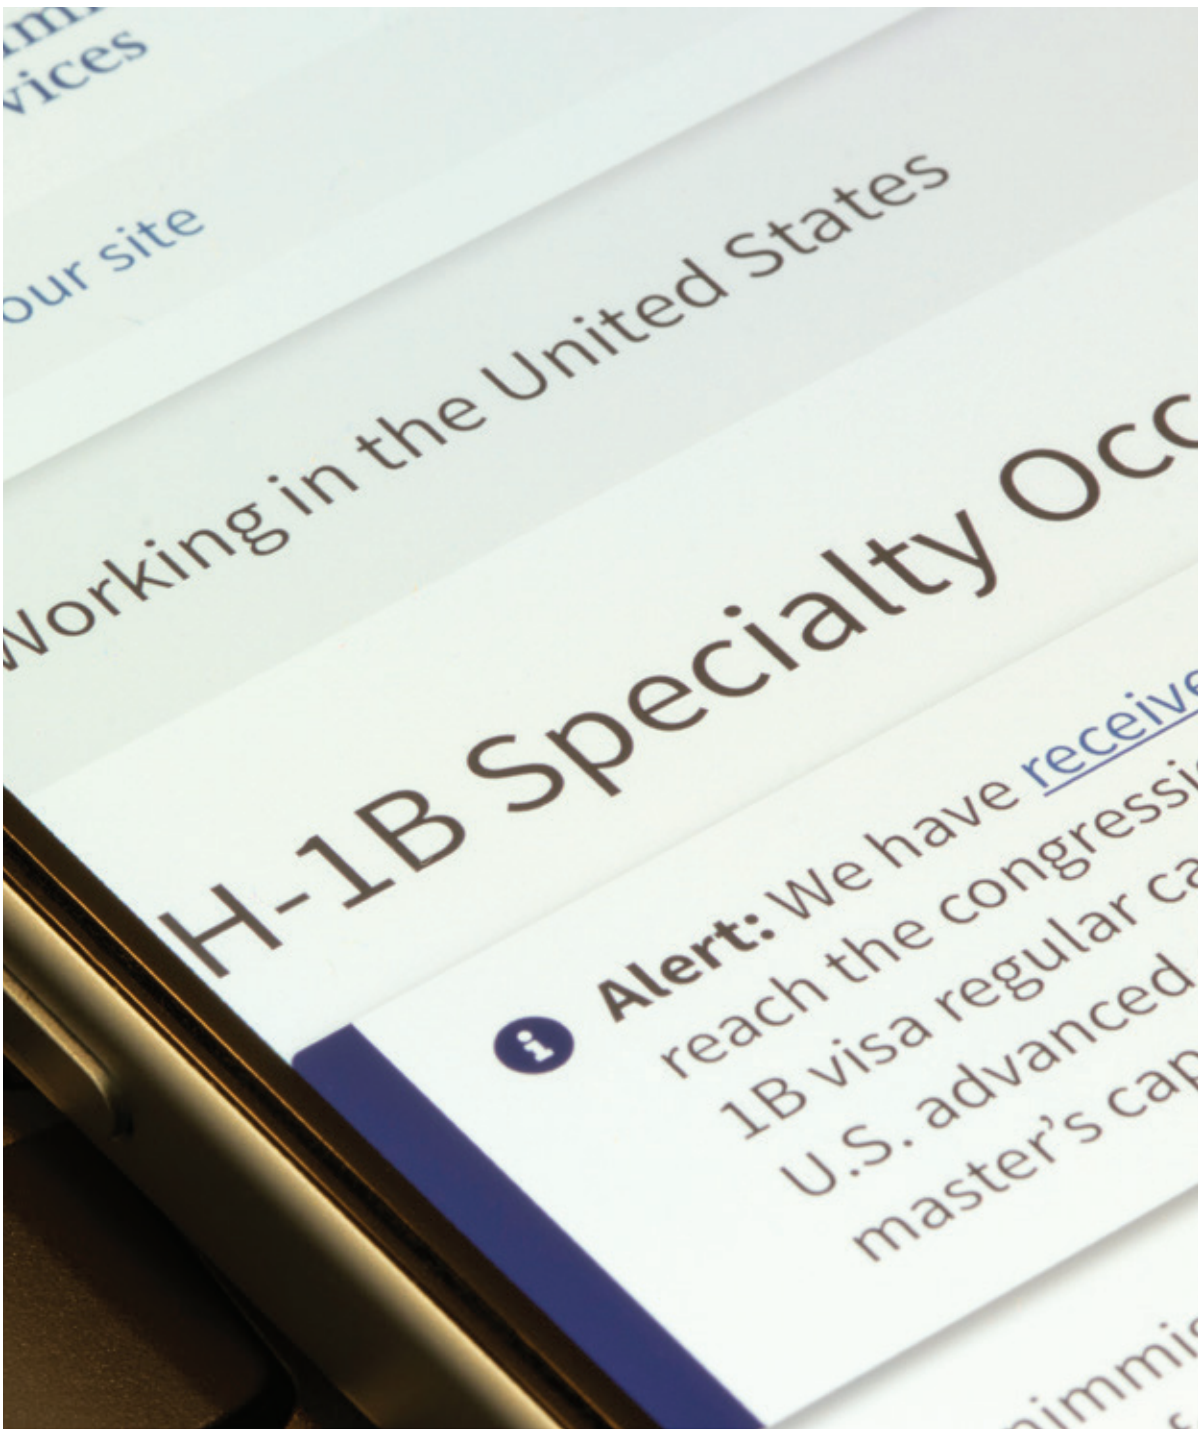 vices
our site
Working in the United States
H-1B Specialty Occ
Alert: We have receive
reach the congressi
1B visa regular ca
U.S. advanced
master's cap